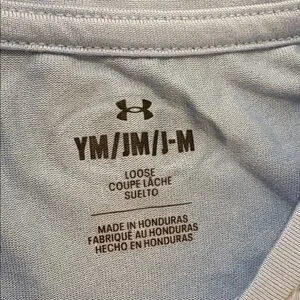 YM/JM/J-M
LOOSE
COUPE LÂCHE
SUELTO
MADE IN HONDURAS
FABRIQUÉ AU HONDURAS
HECHO EN HONDURAS